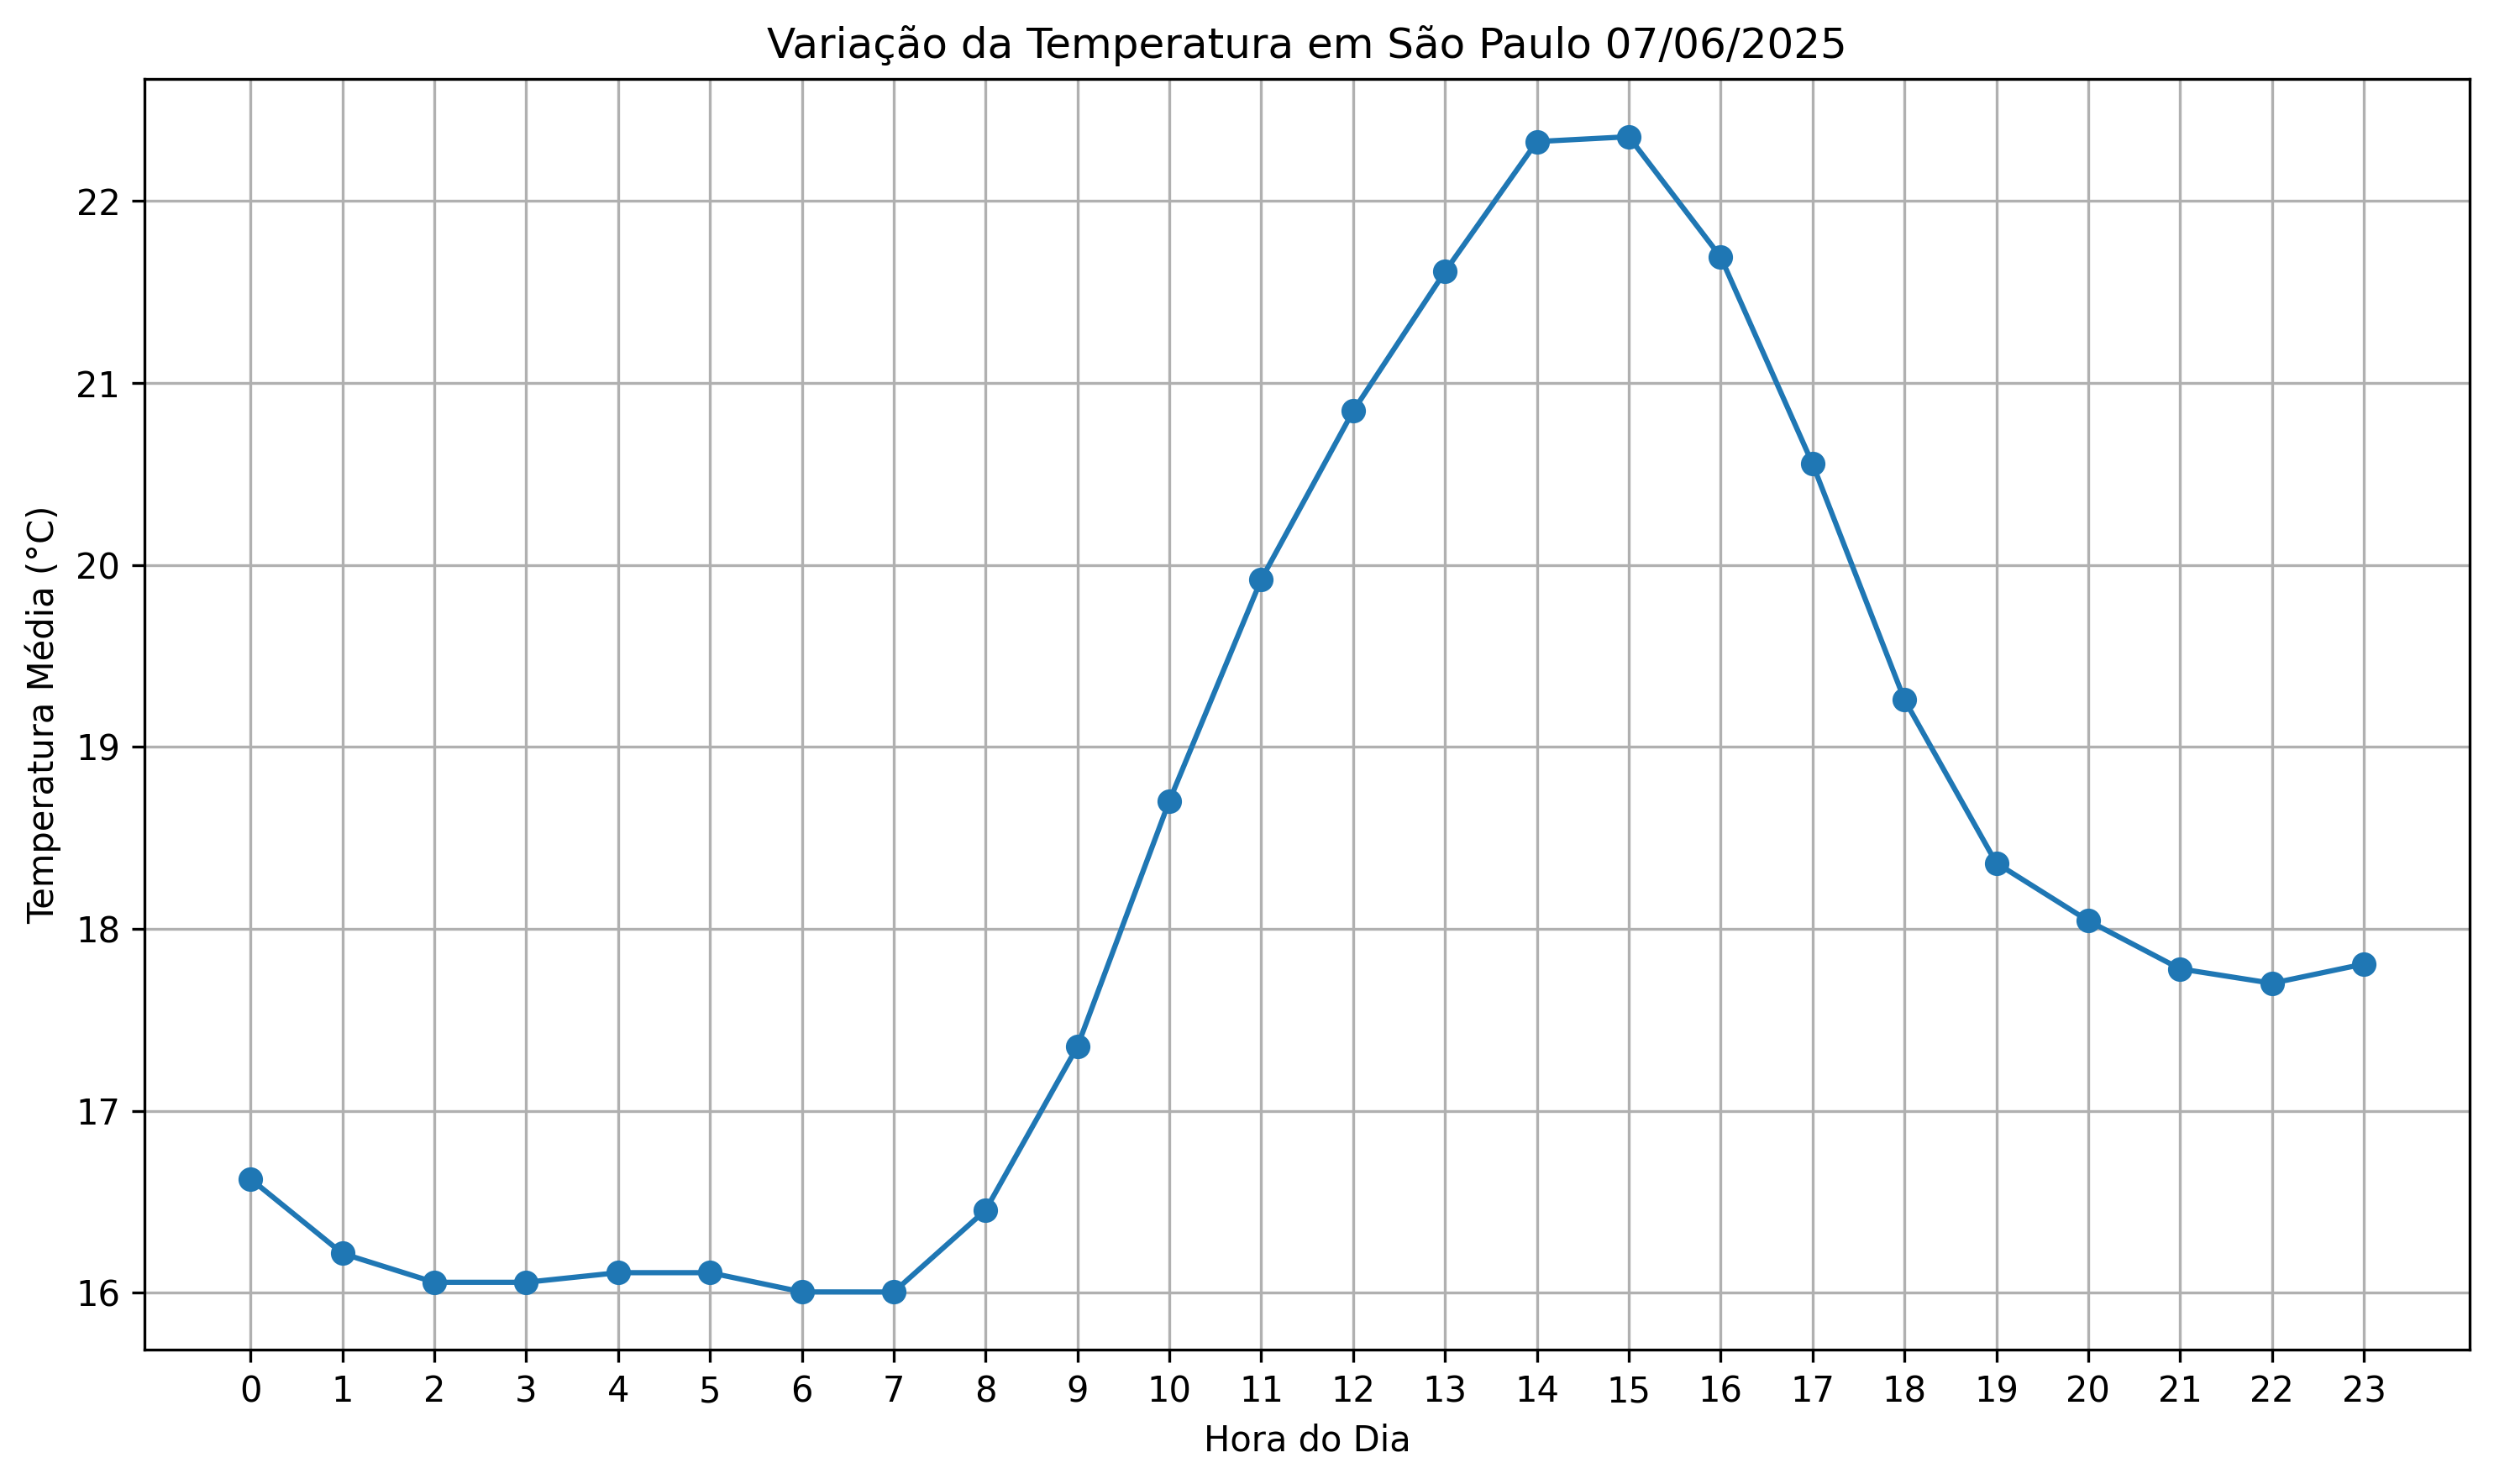 Variação da Temperatura em São Paulo 07/06/2025
Temperatura Média (°C)
22
21
20
19
18
17
16
0 1 2 3 4 5 6 7 8 9 10 11 12 13 14 15 16 17 18 19 20 21 22 23
Hora do Dia